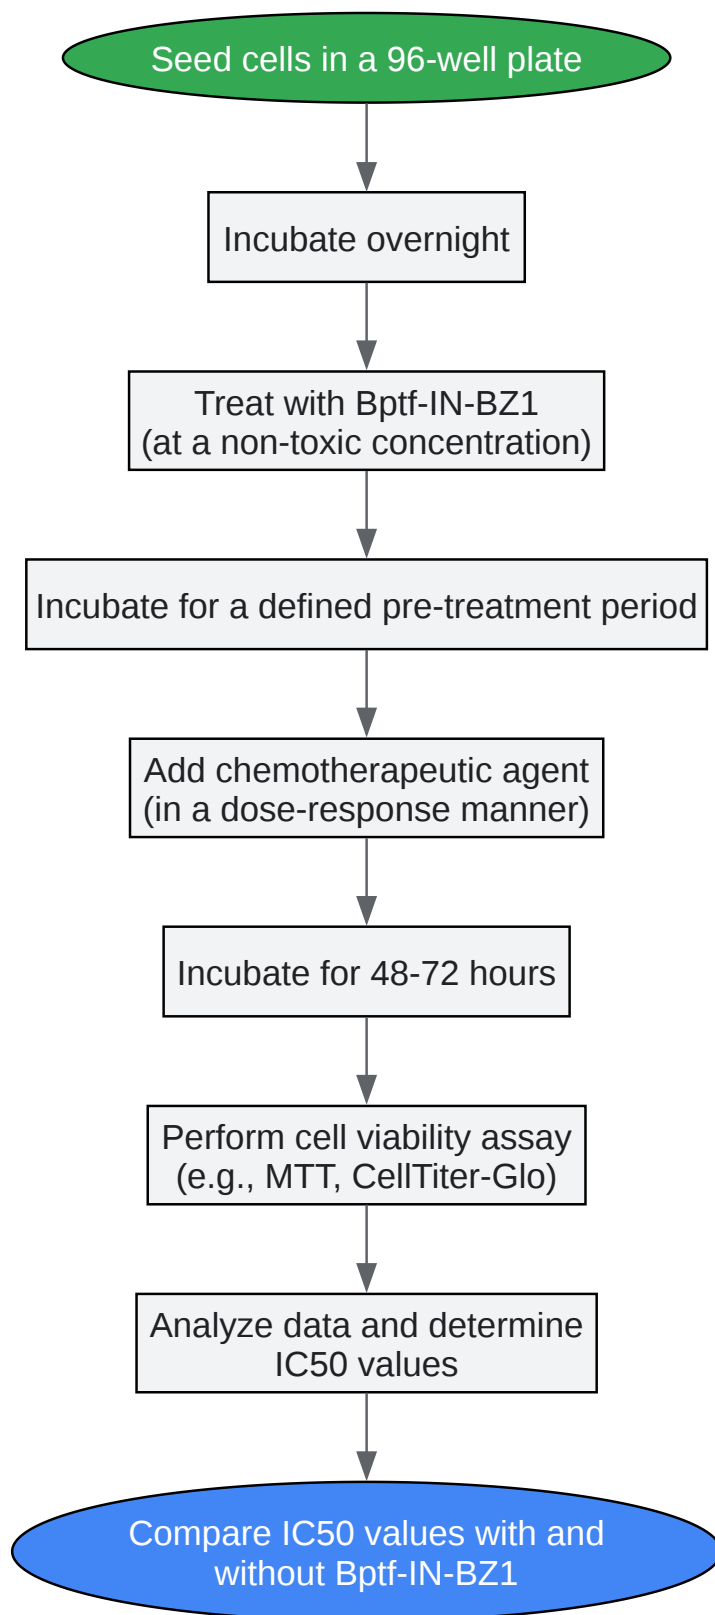 Seed cells in a 96-well plate
Incubate overnight
Treat with Bptf-IN-BZ1
(at a non-toxic concentration)
Incubate for a defined pre-treatment period
Add chemotherapeutic agent
(in a dose-response manner)
Incubate for 48-72 hours
Perform cell viability assay
(e.g., MTT, CellTiter-Glo)
Analyze data and determine
IC50 values
Compare IC50 values with and
without Bptf-IN-BZ1